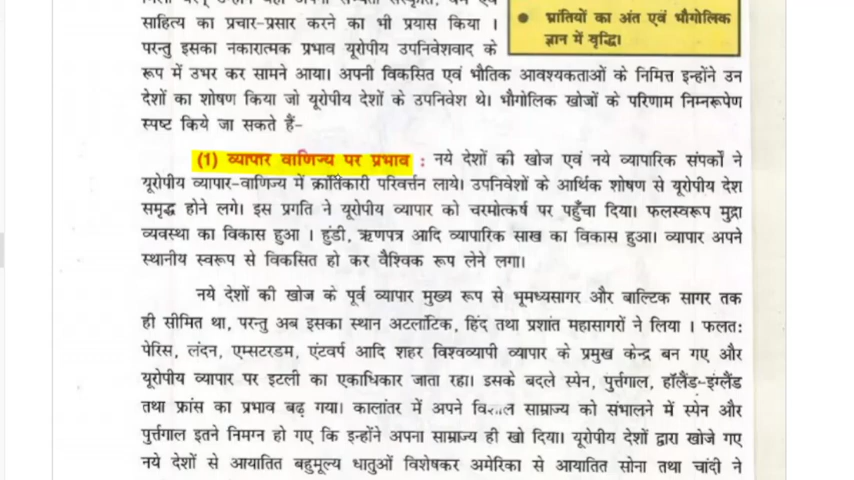 साहित्य का प्रचार-प्रसार करने का भी प्रयास किया ।
परन्तु इसका नकारात्मक प्रभाव यूरोपीय उपनिवेशवाद के
• भ्रांतियों का अंत एवं भौगोलिक
ज्ञान में वृद्धि।
रूप में उभर कर सामने आया। अपनी विकसित एवं भौतिक आवश्यकताओं के निमित्त इन्होंने उन
देशों का शोषण किया जो यूरोपीय देशों के उपनिवेश थे। भौगोलिक खोजों के परिणाम निम्नरूपेण
स्पष्ट किये जा सकते हैं-
(1) व्यापार वाणिज्य पर प्रभाव : नये देशों की खोज एवं नये व्यापारिक संपर्कों ने
यूरोपीय व्यापार-वाणिज्य में क्रांतिकारी परिवर्त्तन लाये। उपनिवेशों के आर्थिक शोषण से यूरोपीय देश
समृद्ध होने लगे। इस प्रगति ने यूरोपीय व्यापार को चरमोत्कर्ष पर पहुँचा दिया। फलस्वरूप मुद्रा
व्यवस्था का विकास हुआ । हुंडी, ऋणपत्र आदि व्यापारिक साख का विकास हुआ। व्यापार अपने
स्थानीय स्वरूप से विकसित हो कर वैश्विक रूप लेने लगा।
नये देशों की खोज के पूर्व व्यापार मुख्य रूप से भूमध्यसागर और बाल्टिक सागर तक
ही सीमित था, परन्तु अब इसका स्थान अटलांटिक, हिंद तथा प्रशांत महासागरों ने लिया । फलत:
पेरिस, लंदन, एम्सटरडम, एंटवर्प आदि शहर विश्वव्यापी व्यापार के प्रमुख केन्द्र बन गए और
यूरोपीय व्यापार पर इटली का एकाधिकार जाता रहा। इसके बदले स्पेन, पुर्त्तगाल, हॉलैंड-इंग्लैंड
तथा फ्रांस का प्रभाव बढ़ गया। कालांतर में अपने विशाल साम्राज्य को संभालने में स्पेन और
पुर्त्तगाल इतने निमग्न हो गए कि इन्होंने अपना साम्राज्य ही खो दिया। यूरोपीय देशों द्वारा खोजे गए
नये देशों से आयातित बहुमूल्य धातुओं विशेषकर अमेरिका से आयातित सोना तथा चांदी ने